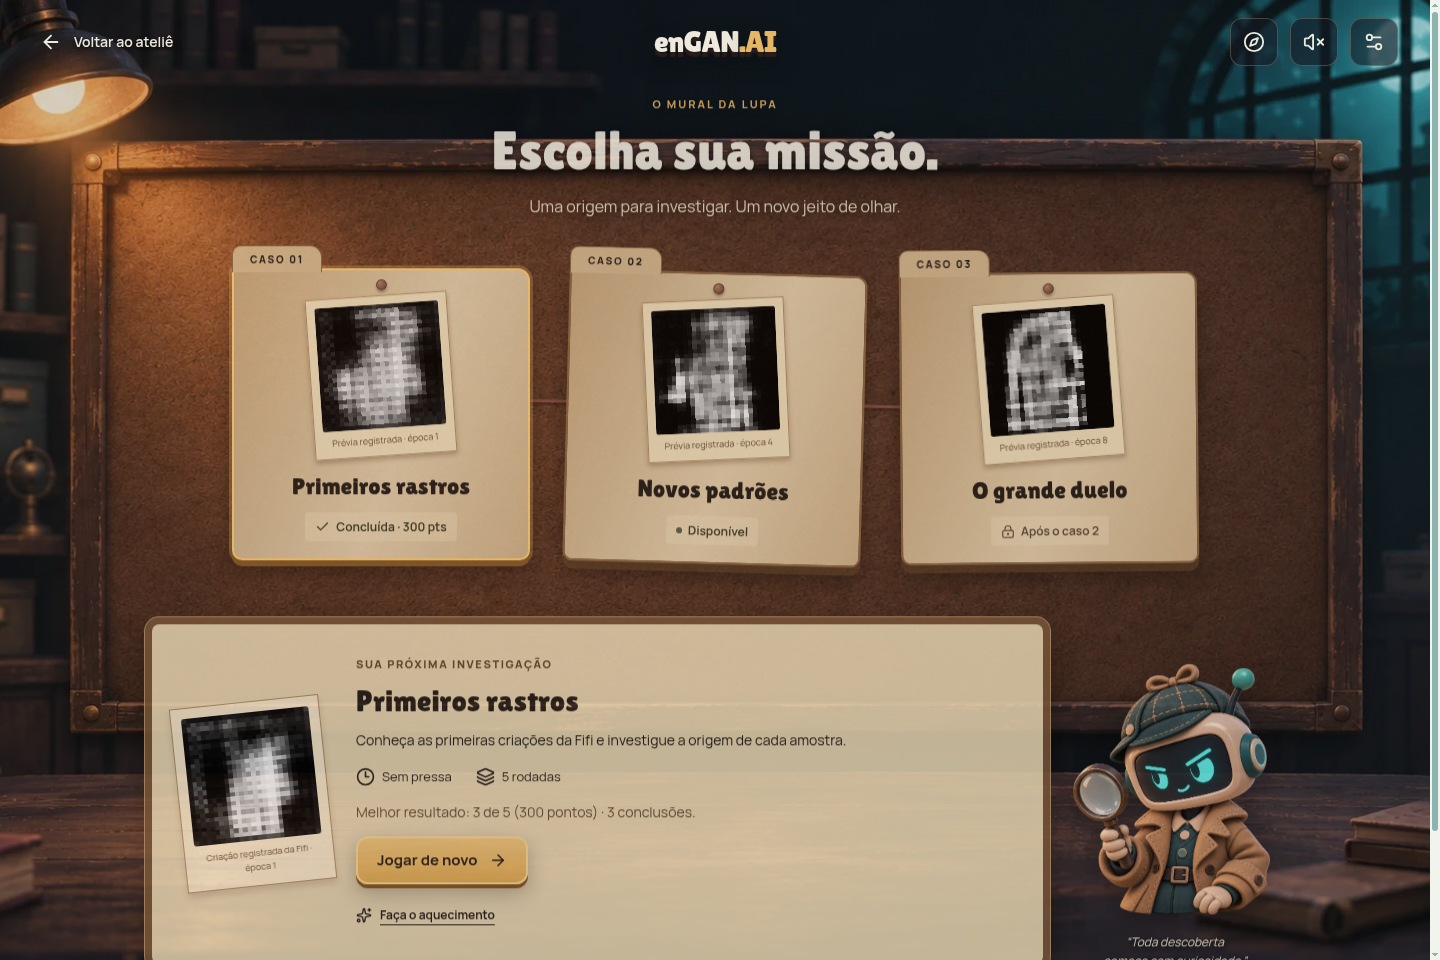 Voltar ao ateliê
enGAN.AI
O MURAL DA LUPA
Escolha sua missão.
Uma origem para investigar. Um novo jeito de olhar.
CASO 01
Prévia registrada · época 1
Primeiros rastros
Concluída · 300 pts
CASO 02
Prévia registrada · época 4
Novos padrões
Disponível
CASO 03
Prévia registrada · época 8
O grande duelo
Após o caso 2
SUA PRÓXIMA INVESTIGAÇÃO
Primeiros rastros
Conheça as primeiras criações da Fifi e investigue a origem de cada amostra.
Sem pressa
5 rodadas
Melhor resultado: 3 de 5 (300 pontos) · 3 conclusões.
Jogar de novo
Faça o aquecimento
Criação registrada da Fifi ·
época 1
"Toda descoberta